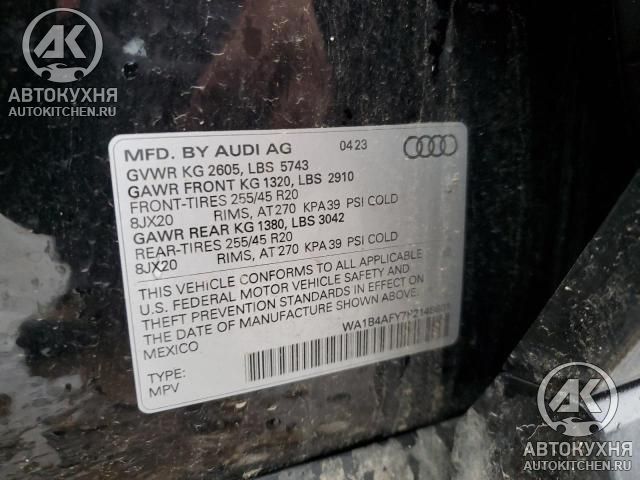 АК
АВТОКУХНЯ
AUTOKITCHEN.RU
MFD. BY AUDI AG 04 23
GVWR KG 2605, LBS 5743
GAWR FRONT KG 1320, LBS 2910
FRONT-TIRES 255/45 R20
8JX20 RIMS, AT 270 KPA 39 PSI COLD
GAWR REAR KG 1380, LBS 3042
REAR-TIRES 255/45 R20
8JX20 RIMS, AT 270 KPA 39 PSI COLD
THIS VEHICLE CONFORMS TO ALL APPLICABLE
U.S. FEDERAL MOTOR VEHICLE SAFETY AND
THEFT PREVENTION STANDARDS IN EFFECT ON
THE DATE OF MANUFACTURE SHOWN ABOVE.
MEXICO
TYPE:
MPV
АК
АВТОКУХНЯ
AUTOKITCHEN.RU